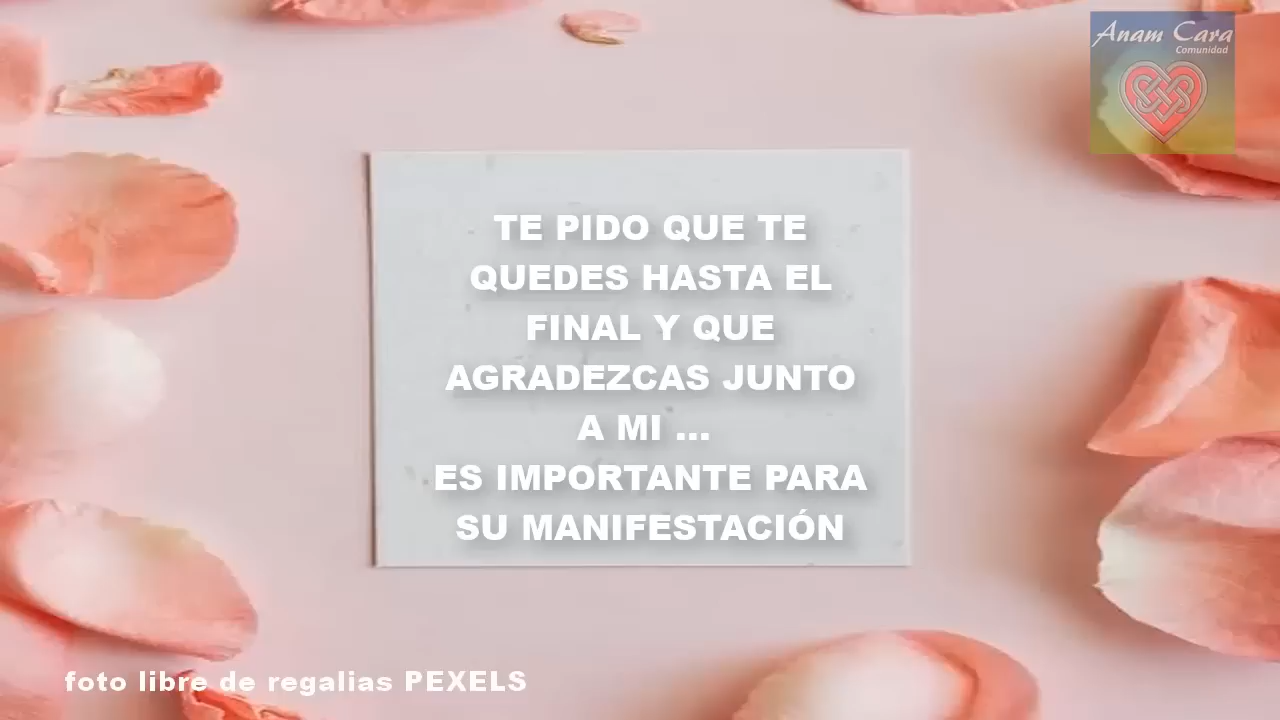 Anam Cara
Comunidad
TE PIDO QUE TE
QUEDES HASTA EL
FINAL Y QUE
AGRADEZCAS JUNTO
A MI ...
ES IMPORTANTE PARA
SU MANIFESTACIÓN
foto libre de regalias PEXELS